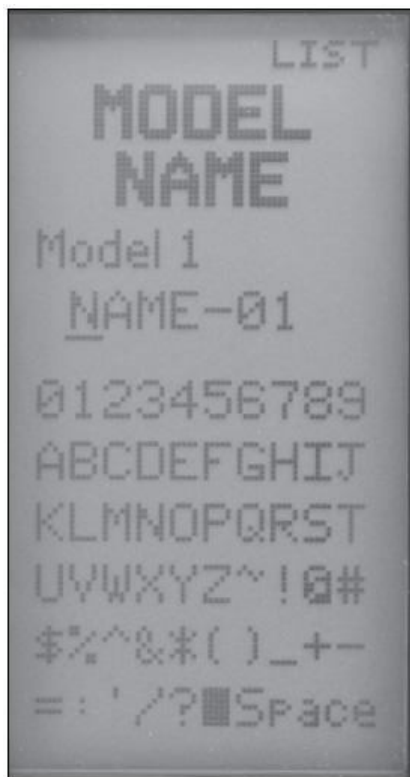 LIST
MODEL
NAME
Model 1
NAME-01
0123456789
ABCDEFGHIJ
KLMNOPQRST
UVWXYZ~!@#
$%^&*()_+-
=:'/?■Space